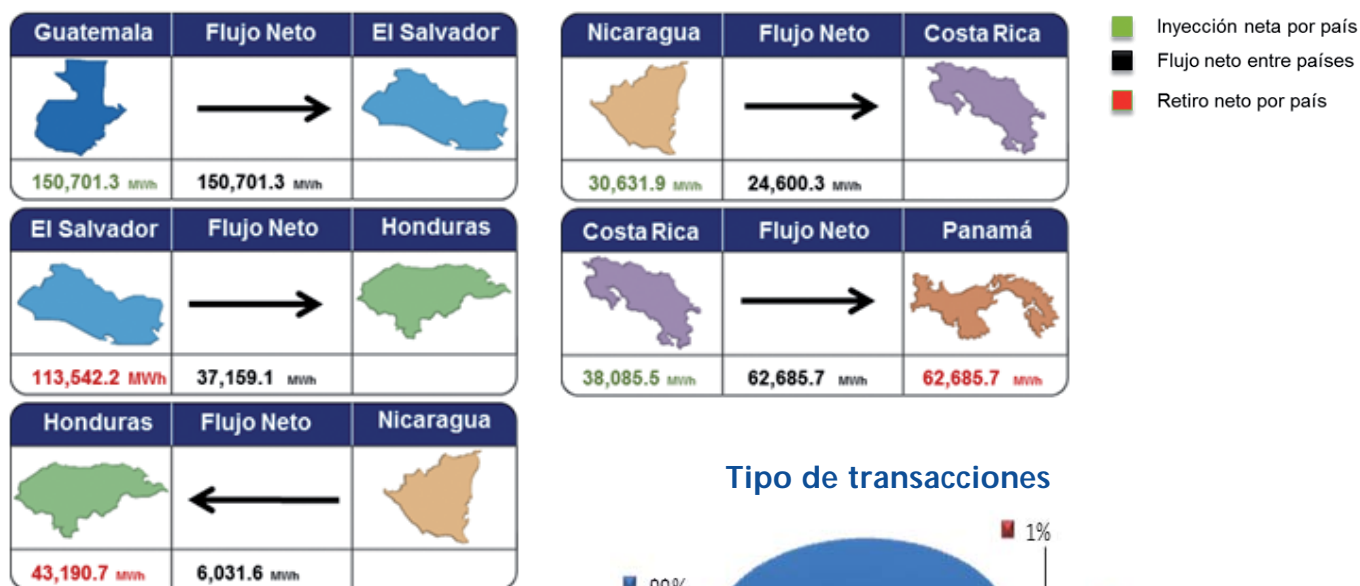 Guatemala Flujo Neto El Salvador
150,701.3 MWh 150,701.3 MWh
El Salvador Flujo Neto Honduras
113,542.2 MWh 37,159.1 MWh
Honduras Flujo Neto Nicaragua
43,190.7 MWh 6,031.6 MWh
Nicaragua Flujo Neto Costa Rica
30,631.9 MWh 24,600.3 MWh
Costa Rica Flujo Neto Panamá
38,085.5 MWh 62,685.7 MWh 62,685.7 MWh
Inyección neta por país
Flujo neto entre países
Retiro neto por país
Tipo de transacciones
1%